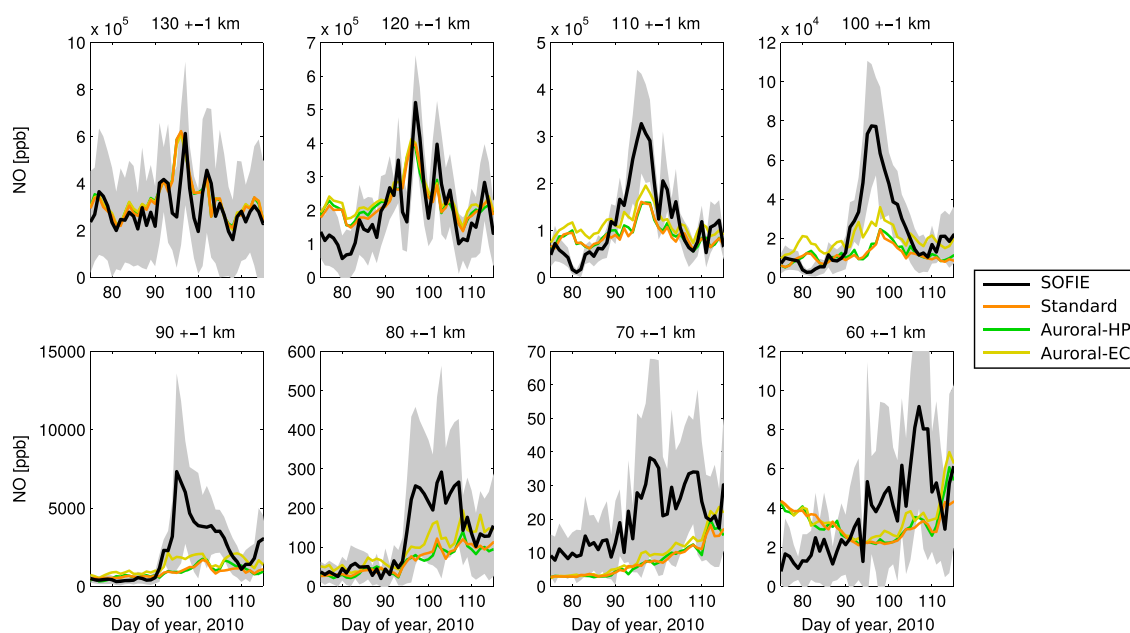 130 +-1 km
120 +-1 km
110 +-1 km
100 +-1 km
x 10^5
x 10^5
x 10^5
x 10^4
NO [ppb]
10
8
6
4
2
0
80 90 100 110
7
6
5
4
3
2
1
0
80 90 100 110
5
4
3
2
1
0
80 90 100 110
12
10
8
6
4
2
0
80 90 100 110
SOFIE
Standard
Auroral-HP
Auroral-EC
90 +-1 km
80 +-1 km
70 +-1 km
60 +-1 km
NO [ppb]
15000
10000
5000
0
80 90 100 110
Day of year, 2010
600
500
400
300
200
100
0
80 90 100 110
Day of year, 2010
70
60
50
40
30
20
10
0
80 90 100 110
Day of year, 2010
12
10
8
6
4
2
0
80 90 100 110
Day of year, 2010